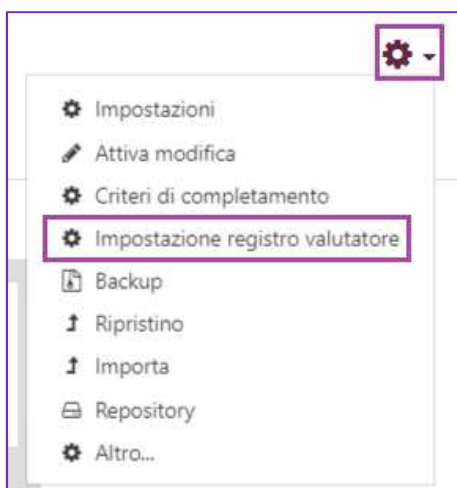 Impostazioni
Attiva modifica
Criteri di completamento
Impostazione registro valutatore
Backup
Ripristino
Importa
Repository
Altro...